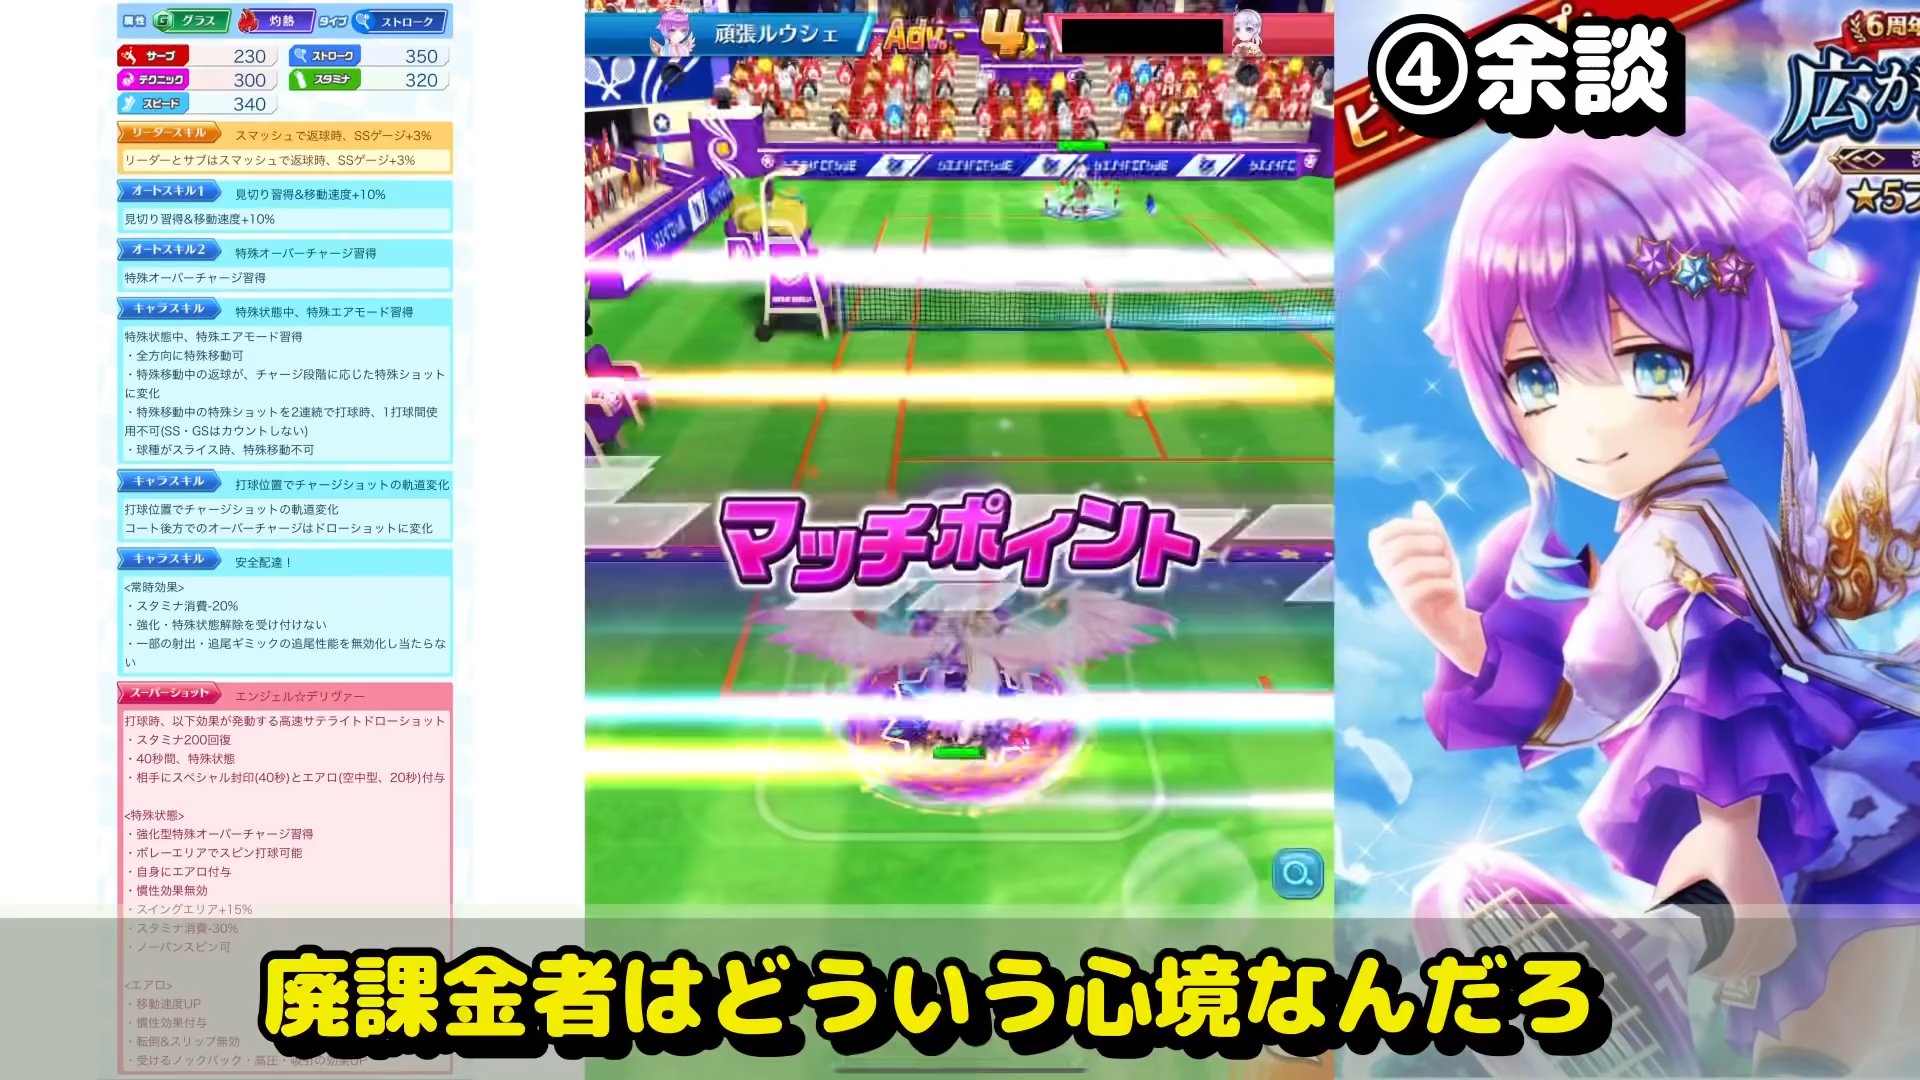 属性 グラス 灼熱 タイプ ストローク
サーブ 230 ストローク 350
テクニック 300 スタミナ 320
スピード 340
リーダースキル スマッシュで返球時、SSゲージ+3%
リーダーとサブはスマッシュで返球時、SSゲージ+3%
オートスキル1 見切り習得&移動速度+10%
見切り習得&移動速度+10%
オートスキル2 特殊オーバーチャージ習得
特殊オーバーチャージ習得
キャラスキル 特殊状態中、特殊エアモード習得
特殊状態中、特殊エアモード習得
・全方向に特殊移動可
・特殊移動中の返球が、チャージ段階に応じた特殊ショット
に変化
・特殊移動中の特殊ショットを2連続で打球時、1打球間使
用不可(SS・GSはカウントしない)
・球種がスライス時、特殊移動不可
キャラスキル 打球位置でチャージショットの軌道変化
打球位置でチャージショットの軌道変化
コート後方でのオーバーチャージはドローショットに変化
キャラスキル 安全配達!
<常時効果>
・スタミナ消費-20%
・強化・特殊状態解除を受け付けない
・一部の射出・追尾ギミックの追尾性能を無効化し当たらな
い
スーパーショット エンジェル☆デリヴァー
打球時、以下効果が発動する高速サテライトドローショット
・スタミナ200回復
・40秒間、特殊状態
・相手にスペシャル封印(40秒)とエアロ(空中型、20秒)付与
<特殊状態>
・強化型特殊オーバーチャージ習得
・ボレーエリアでスピン打球可能
・自身にエアロ付与
・慣性効果無効
・スイングエリア+15%
・スタミナ消費-30%
・ノーバンスピン可
<エアロ>
・移動速度UP
・慣性効果付与
・転倒&スリップ無効
・受けるノックバック・高圧・吸引の効果UP
頑張ルウシェ Adv. - 4
マッチポイント
④余談
6周年
広が
★5プ
廃課金者はどういう心境なんだろ